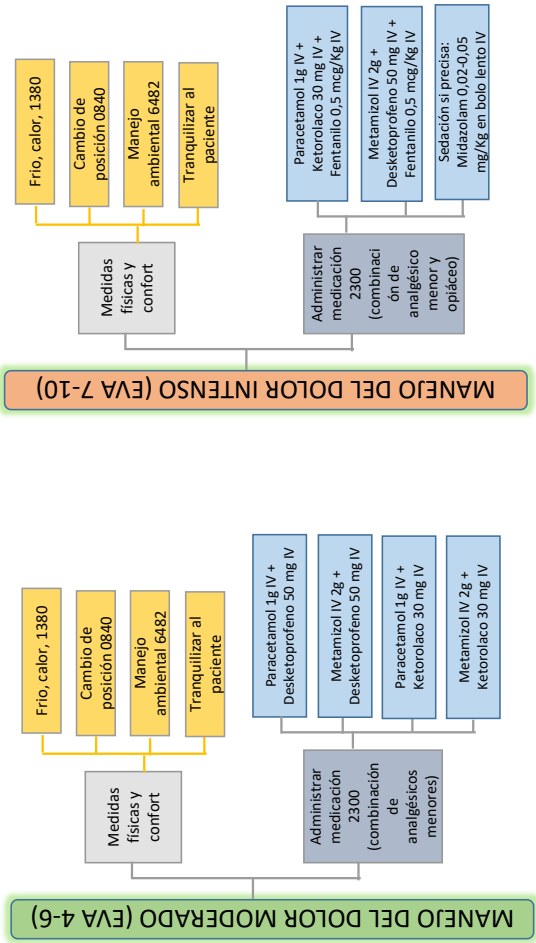 MANEJO DEL DOLOR MODERADO (EVA 4-6)
Medidas
físicas y
confort
Frio, calor, 1380
Cambio de
posición 0840
Manejo
ambiental 6482
Tranquilizar al
paciente
Administrar
medicación
2300
(combinación
de
analgésicos
menores)
Paracetamol 1g IV +
Desketoprofeno 50 mg IV
Metamizol IV 2g +
Desketoprofeno 50 mg IV
Paracetamol 1g IV +
Ketorolaco 30 mg IV
Metamizol IV 2g +
Ketorolaco 30 mg IV
MANEJO DEL DOLOR INTENSO (EVA 7-10)
Medidas
físicas y
confort
Frio, calor, 1380
Cambio de
posición 0840
Manejo
ambiental 6482
Tranquilizar al
paciente
Administrar
medicación
2300
(combinaci
ón de
analgésico
menor y
opiáceo)
Paracetamol 1g IV +
Ketorolaco 30 mg IV +
Fentanilo 0,5 mcg/Kg IV
Metamizol IV 2g +
Desketoprofeno 50 mg IV +
Fentanilo 0,5 mcg/Kg IV
Sedación si precisa:
Midazolam 0,02-0,05
mg/Kg en bolo lento IV